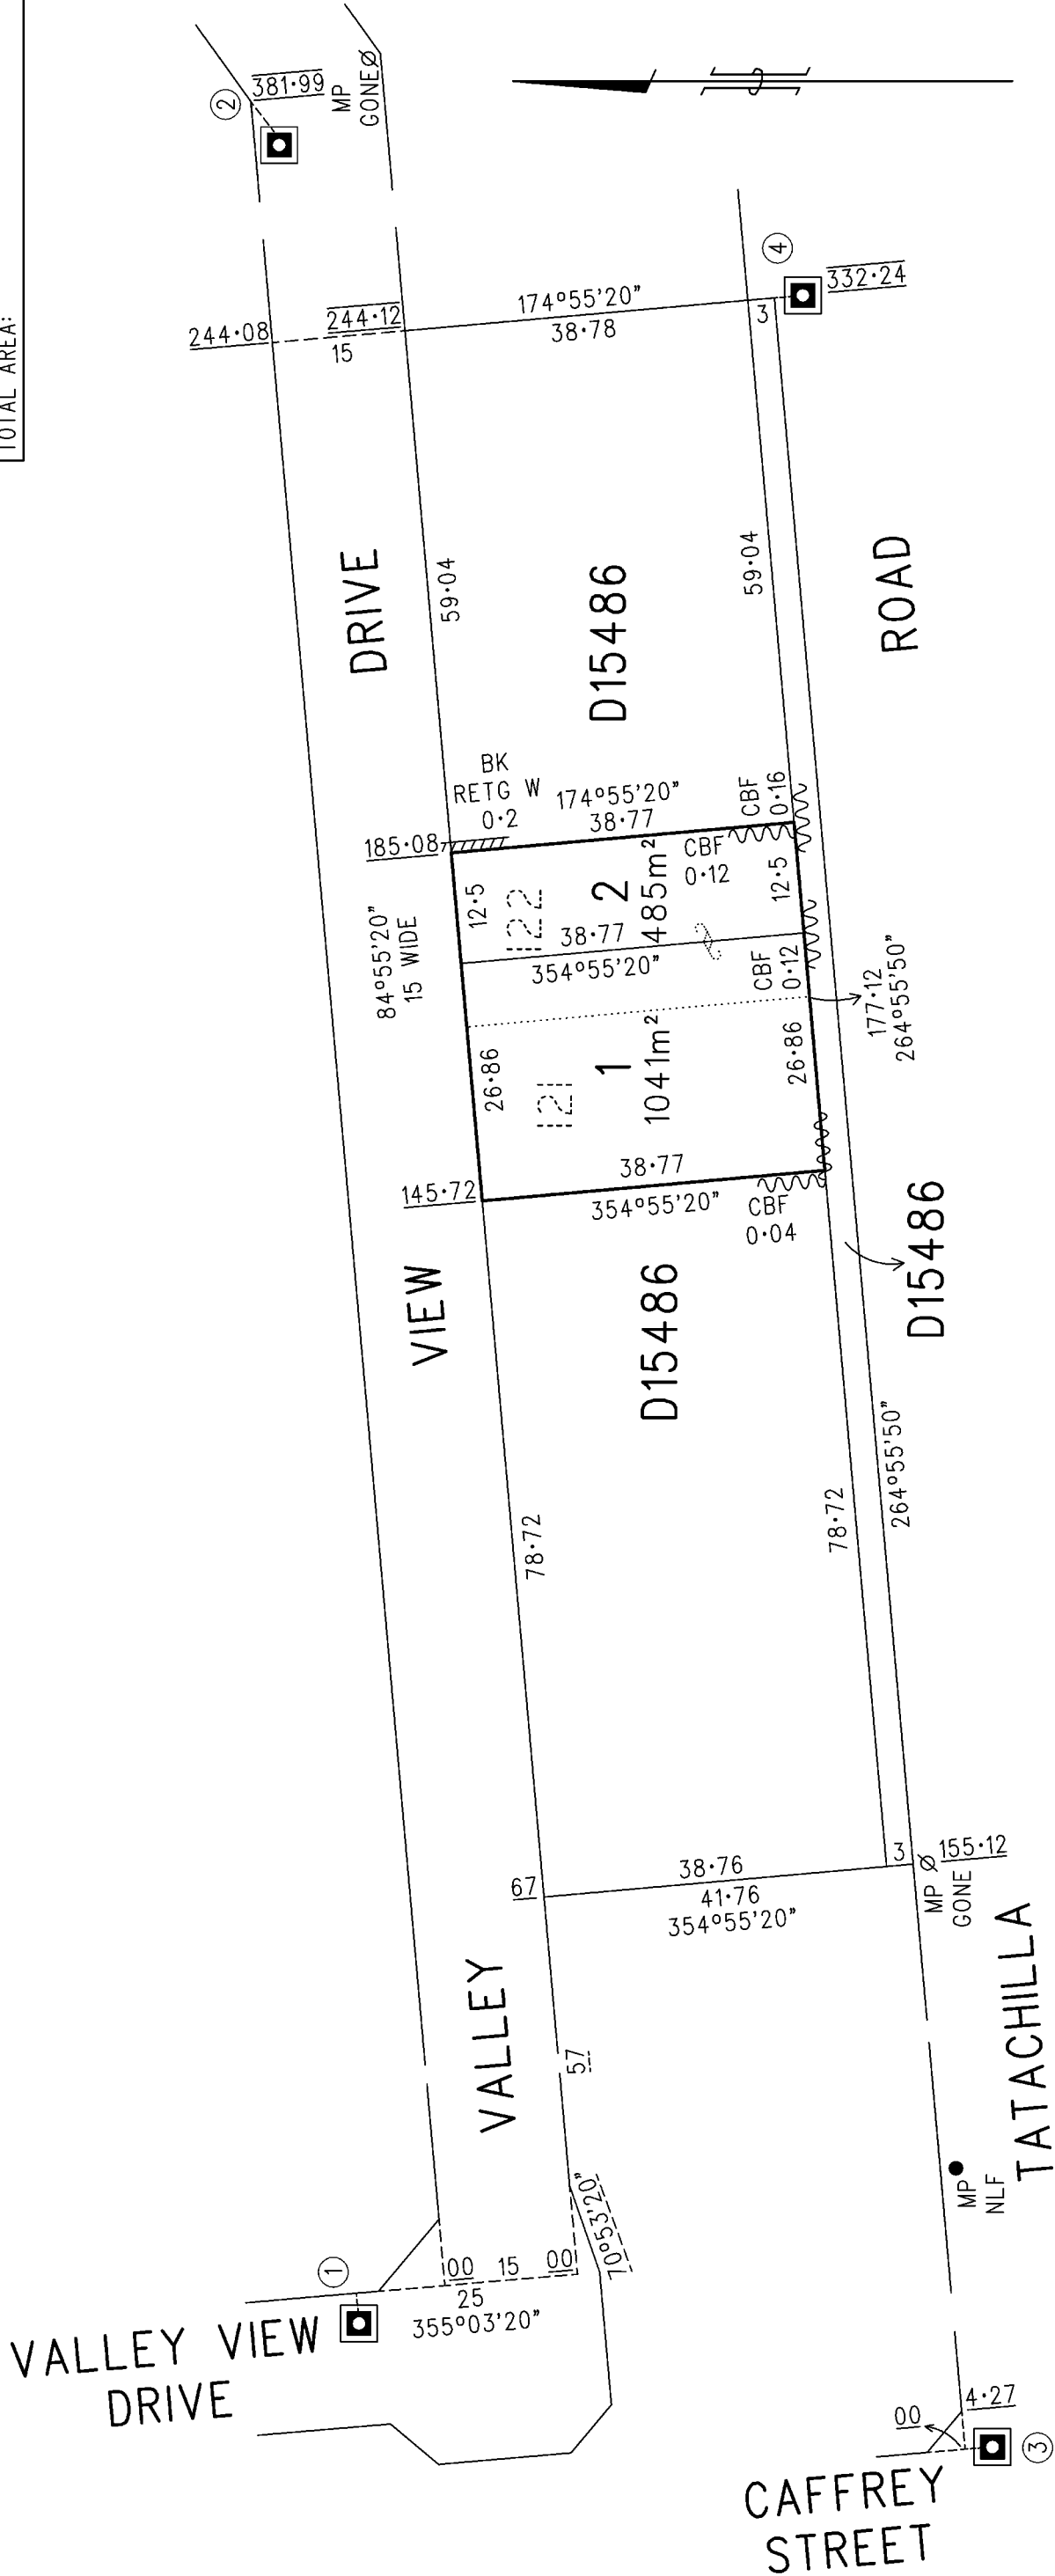 TOTAL AREA:
2
381·99
MP
GONE
244·08
244·12
15
174°55'20"
38·78
3
4
332·24
DRIVE
59·04
59·04
D15486
ROAD
BK
RETG W
0·2
174°55'20"
38·77
CBF
0·16
185·08
84°55'20"
15 WIDE
12·5
122
2
485m²
CBF
0·12
12·5
38·77
354°55'20"
CBF
0·12
177·12
264°55'50"
26·86
121
1
1041m²
26·86
145·72
38·77
354°55'20"
CBF
0·04
VIEW
D15486
D15486
78·72
78·72
264°55'50"
67
38·76
41·76
354°55'20"
3
MP
GONE
155·12
VALLEY
57
TATACHILLA
MP
NLF
70°53'20"
1
00
15
00
25
355°03'20"
VALLEY VIEW
DRIVE
00
4·27
3
CAFFREY
STREET